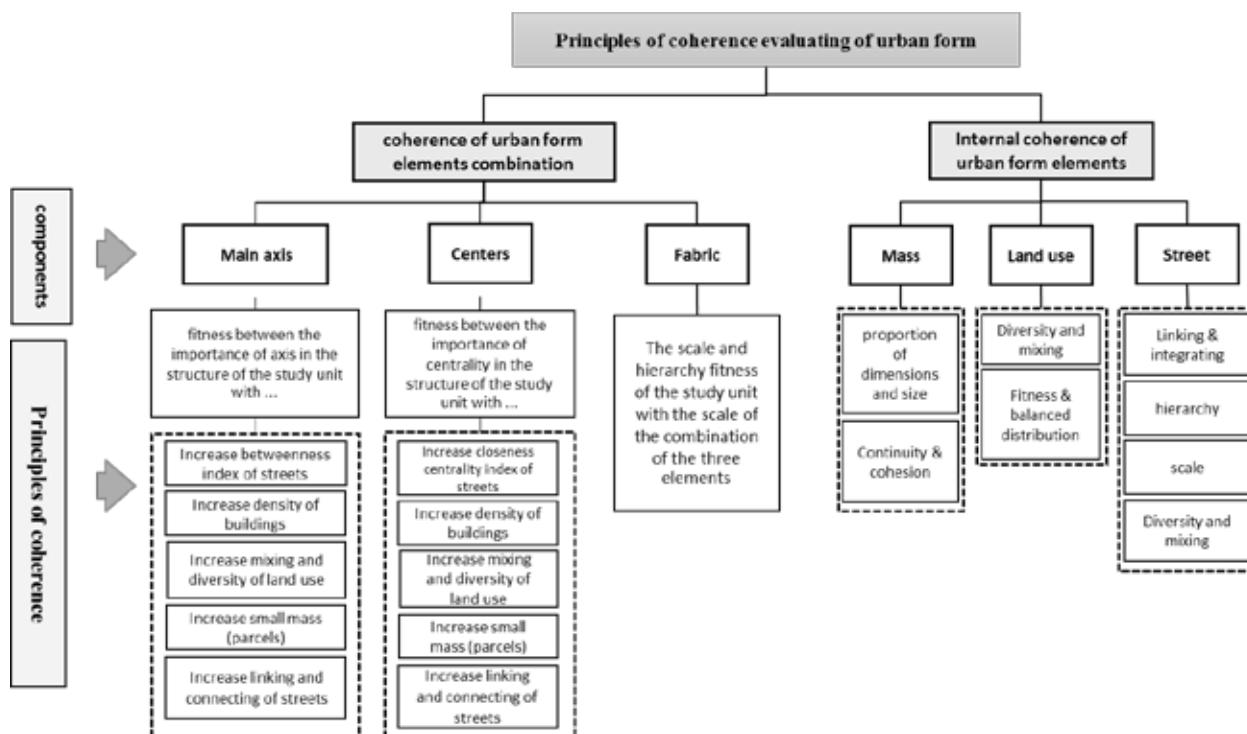 Principles of coherence evaluating of urban form
coherence of urban form
elements combination
Internal coherence of
urban form elements
components
Main axis
Centers
Fabric
Mass
Land use
Street
Principles of coherence
fitness between the
importance of axis in the
structure of the study unit
with ...
Increase betweenness
index of streets
Increase density of
buildings
Increase mixing and
diversity of land use
Increase small mass
(parcels)
Increase linking and
connecting of streets
fitness between the
importance of
centrality in the
structure of the study
unit with ...
Increase closeness
centrality index of
streets
Increase density of
buildings
Increase mixing and
diversity of
land use
Increase small
mass (parcels)
Increase linking
and connecting of
streets
The scale and
hierarchy fitness
of the study unit
with the scale of
the combination
of the three
elements
proportion
of
dimensions
and size
Continuity &
cohesion
Diversity and
mixing
Fitness &
balanced
distribution
Linking &
integrating
hierarchy
scale
Diversity and
mixing